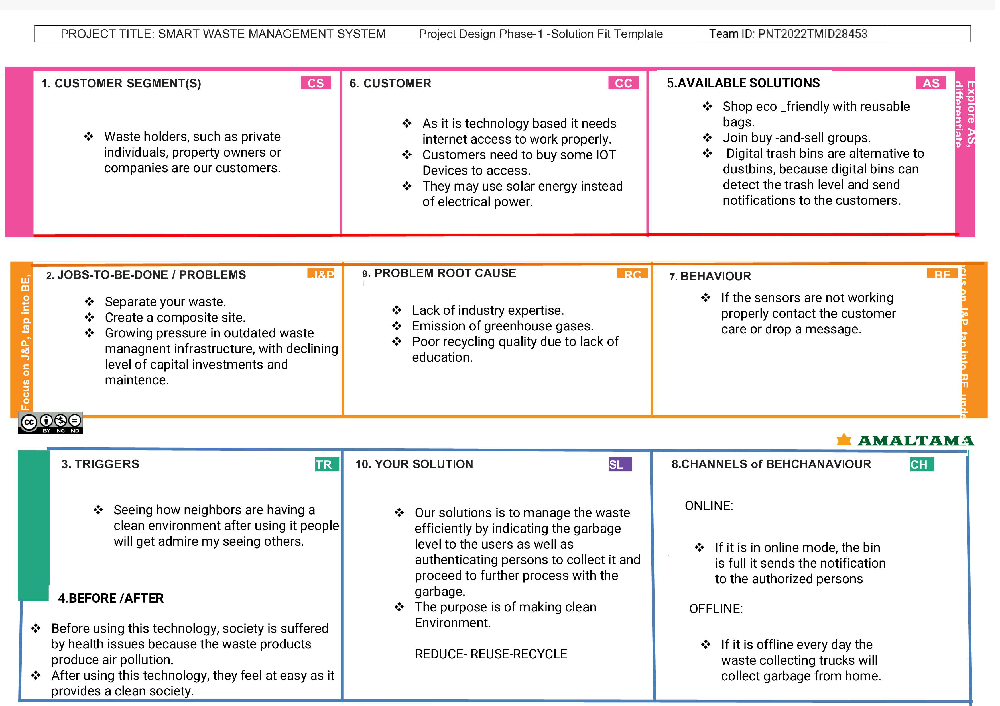 PROJECT TITLE: SMART WASTE MANAGEMENT SYSTEM Project Design Phase-1 -Solution Fit Template Team ID: PNT2022TMID28453
1. CUSTOMER SEGMENT(S) CS
❖ Waste holders, such as private
individuals, property owners or
companies are our customers.
6. CUSTOMER CC
❖ As it is technology based it needs
internet access to work properly.
❖ Customers need to buy some IOT
Devices to access.
❖ They may use solar energy instead
of electrical power.
5.AVAILABLE SOLUTIONS AS
❖ Shop eco _friendly with reusable
bags.
❖ Join buy -and-sell groups.
❖ Digital trash bins are alternative to
dustbins, because digital bins can
detect the trash level and send
notifications to the customers.
Explore AS,
differentiate
Focus on J&P, tap into BE,
2. JOBS-TO-BE-DONE / PROBLEMS J&P
❖ Separate your waste.
❖ Create a composite site.
❖ Growing pressure in outdated waste
managnent infrastructure, with declining
level of capital investments and
maintence.
9. PROBLEM ROOT CAUSE RC
i
❖ Lack of industry expertise.
❖ Emission of greenhouse gases.
❖ Poor recycling quality due to lack of
education.
7. BEHAVIOUR BE
❖ If the sensors are not working
properly contact the customer
care or drop a message.
on J&P, tap into BE, unde
cc BY NC ND
AMALTAMA
3. TRIGGERS TR
❖ Seeing how neighbors are having a
clean environment after using it people
will get admire my seeing others.
4.BEFORE /AFTER
❖ Before using this technology, society is suffered
by health issues because the waste products
produce air pollution.
❖ After using this technology, they feel at easy as it
provides a clean society.
10. YOUR SOLUTION SL
❖ Our solutions is to manage the waste
efficiently by indicating the garbage
level to the users as well as
authenticating persons to collect it and
proceed to further process with the
garbage.
❖ The purpose is of making clean
Environment.
REDUCE- REUSE-RECYCLE
8.CHANNELS of BEHCHANAVIOUR CH
ONLINE:
❖ If it is in online mode, the bin
is full it sends the notification
to the authorized persons
OFFLINE:
❖ If it is offline every day the
waste collecting trucks will
collect garbage from home.